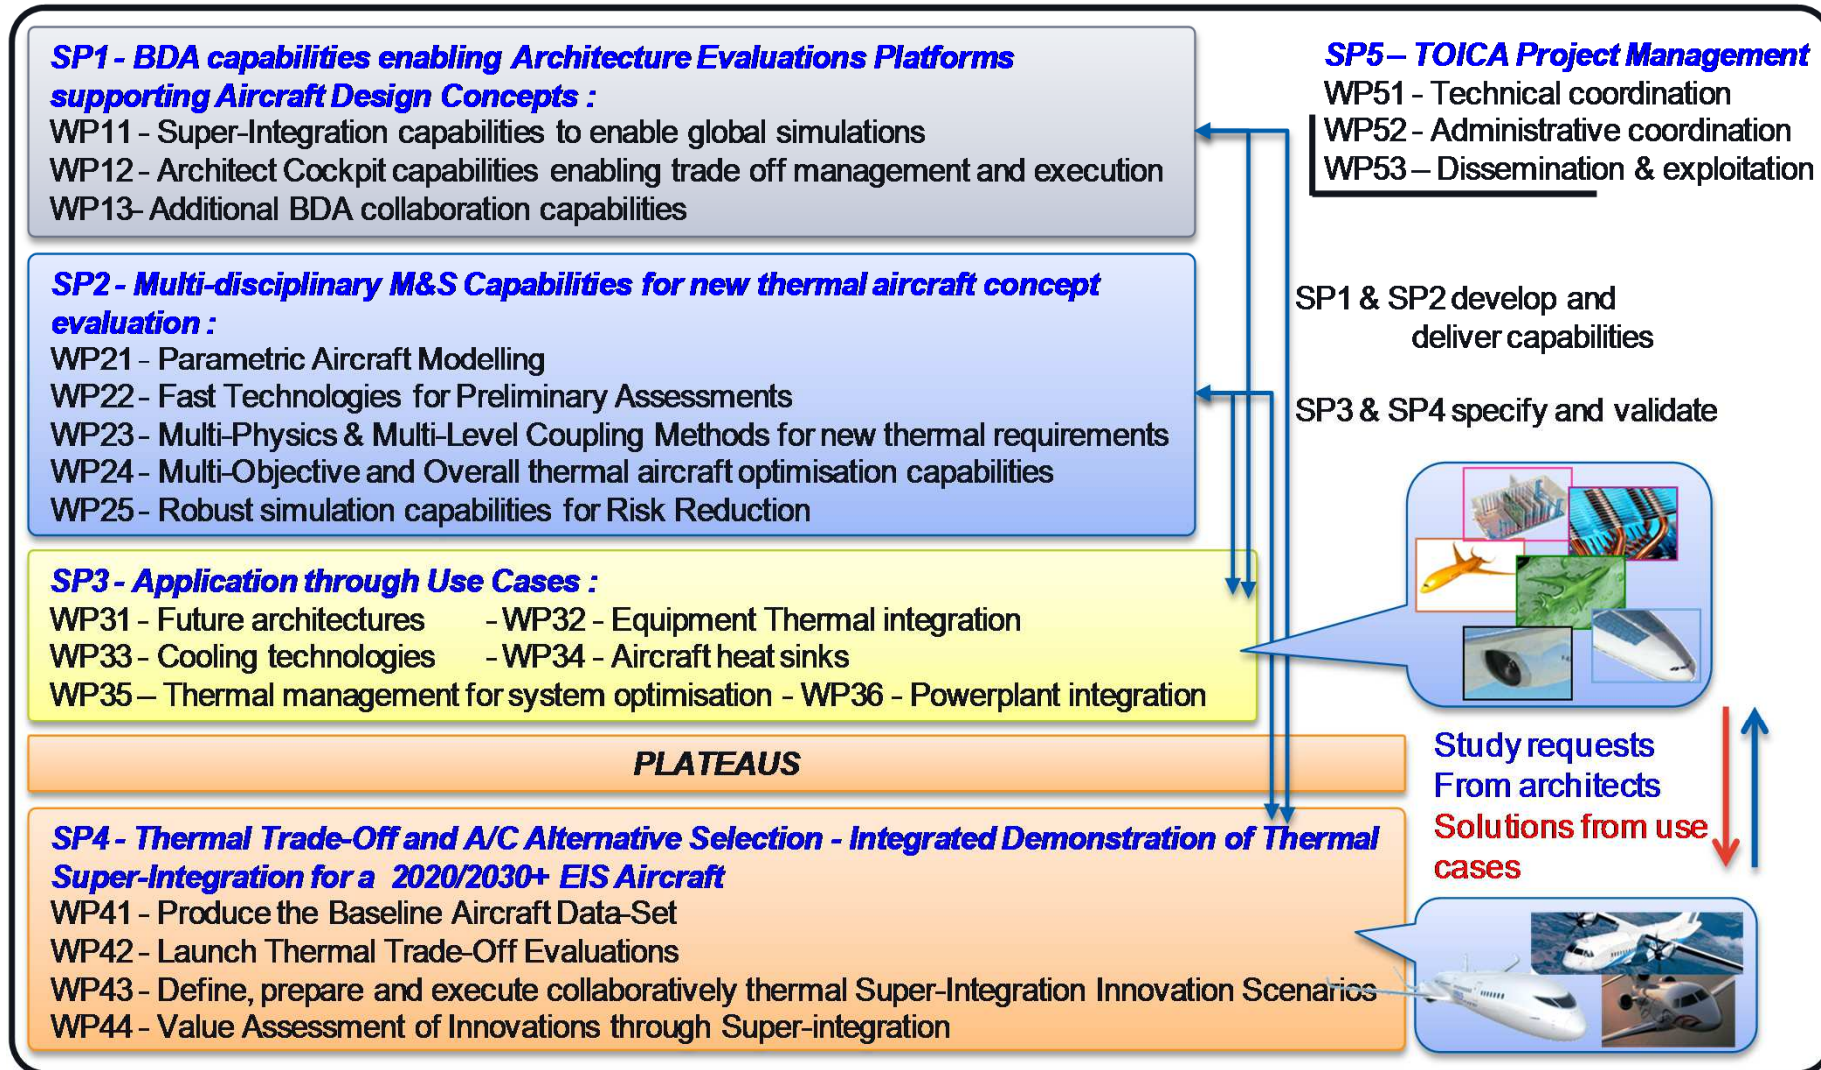 SP1 - BDA capabilities enabling Architecture Evaluations Platforms
supporting Aircraft Design Concepts :
WP11 - Super-Integration capabilities to enable global simulations
WP12 - Architect Cockpit capabilities enabling trade off management and execution
WP13- Additional BDA collaboration capabilities
SP5 – TOICA Project Management
WP51 - Technical coordination
WP52 - Administrative coordination
WP53 – Dissemination & exploitation
SP2 - Multi-disciplinary M&S Capabilities for new thermal aircraft concept
evaluation :
WP21 - Parametric Aircraft Modelling
WP22 - Fast Technologies for Preliminary Assessments
WP23 - Multi-Physics & Multi-Level Coupling Methods for new thermal requirements
WP24 - Multi-Objective and Overall thermal aircraft optimisation capabilities
WP25 - Robust simulation capabilities for Risk Reduction
SP1 & SP2 develop and
deliver capabilities
SP3 & SP4 specify and validate
SP3 - Application through Use Cases :
WP31 - Future architectures - WP32 - Equipment Thermal integration
WP33 - Cooling technologies - WP34 - Aircraft heat sinks
WP35 – Thermal management for system optimisation - WP36 - Powerplant integration
PLATEAUS
Study requests
From architects
Solutions from use
cases
SP4 - Thermal Trade-Off and A/C Alternative Selection - Integrated Demonstration of Thermal
Super-Integration for a 2020/2030+ EIS Aircraft
WP41 - Produce the Baseline Aircraft Data-Set
WP42 - Launch Thermal Trade-Off Evaluations
WP43 - Define, prepare and execute collaboratively thermal Super-Integration Innovation Scenarios
WP44 - Value Assessment of Innovations through Super-integration